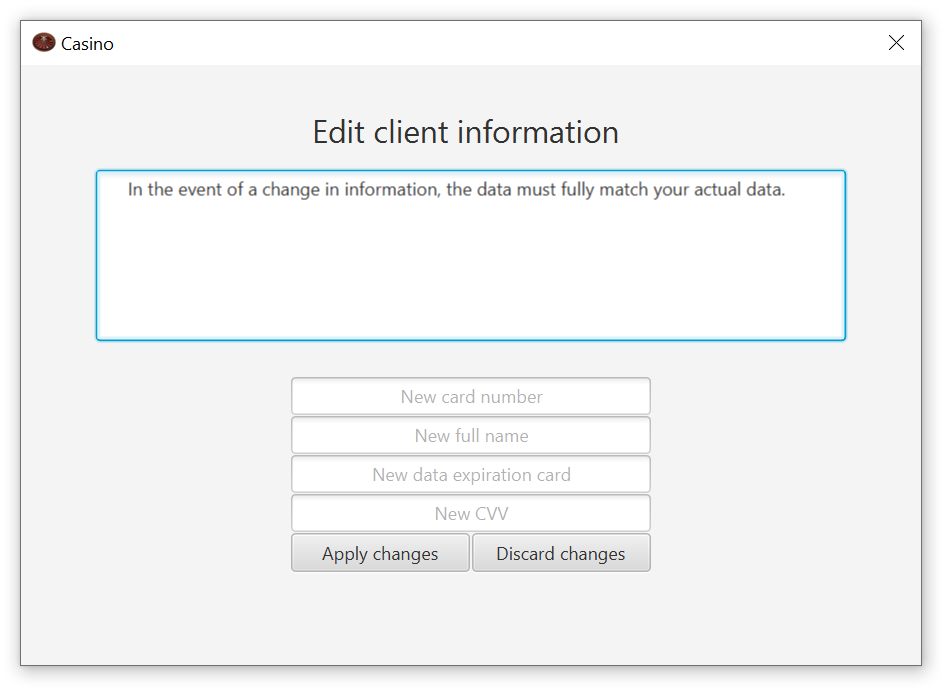 Casino
Edit client information
In the event of a change in information, the data must fully match your actual data.
New card number
New full name
New data expiration card
New CVV
Apply changes
Discard changes